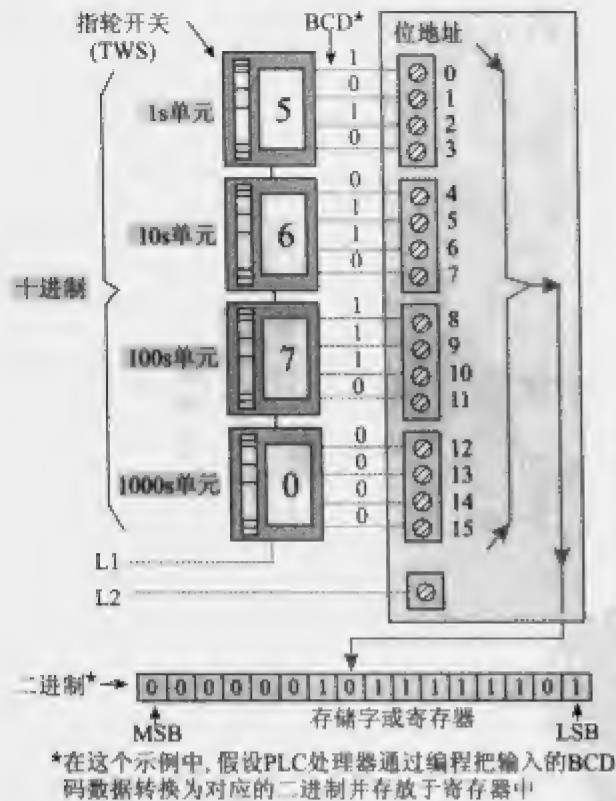 指轮开关
(TWS)
BCD*
位地址
十进制
1s单元
5
1 0
0 1
1 2
0 3
10s单元
6
0 4
1 5
1 6
0 7
100s单元
7
1 8
1 9
1 10
0 11
1000s单元
0
0 12
0 13
0 14
0 15
L1
L2
二进制*
0 0 0 0 0 0 1 0 1 1 1 1 1 1 0 1
MSB
存储字或寄存器
LSB
*在这个示例中, 假设PLC处理器通过编程把输入的BCD
码数据转换为对应的二进制并存放于寄存器中